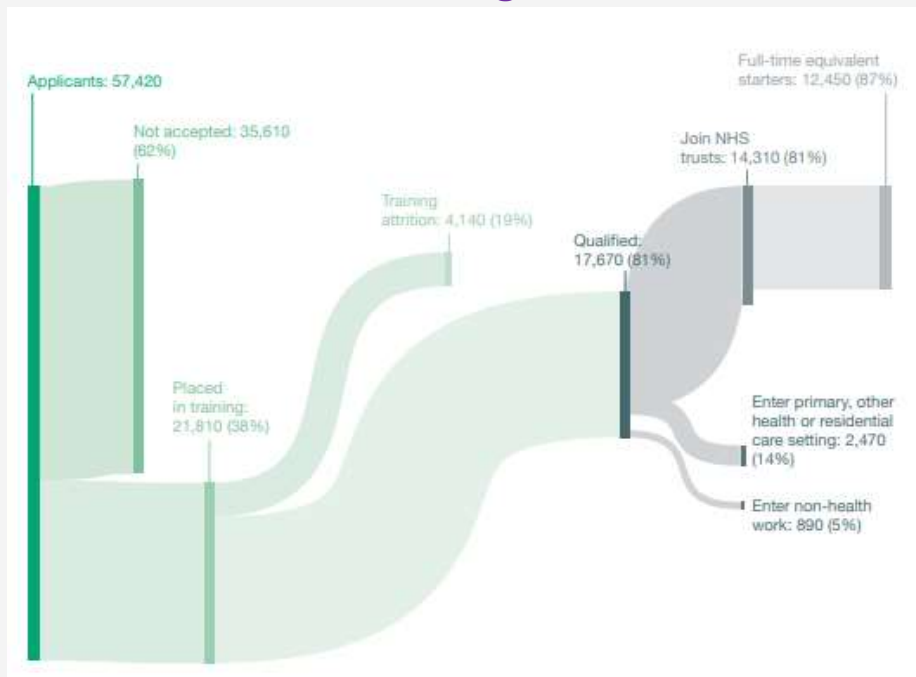 Applicants: 57,420
Not accepted: 35,610
(62%)
Placed
in training:
21,810 (38%)
Training
attrition: 4,140 (19%)
Qualified:
17,670 (81%)
Join NHS
trusts: 14,310 (81%)
Full-time equivalent
starters: 12,450 (87%)
Enter primary, other
health or residential
care setting: 2,470
(14%)
Enter non-health
work: 890 (5%)